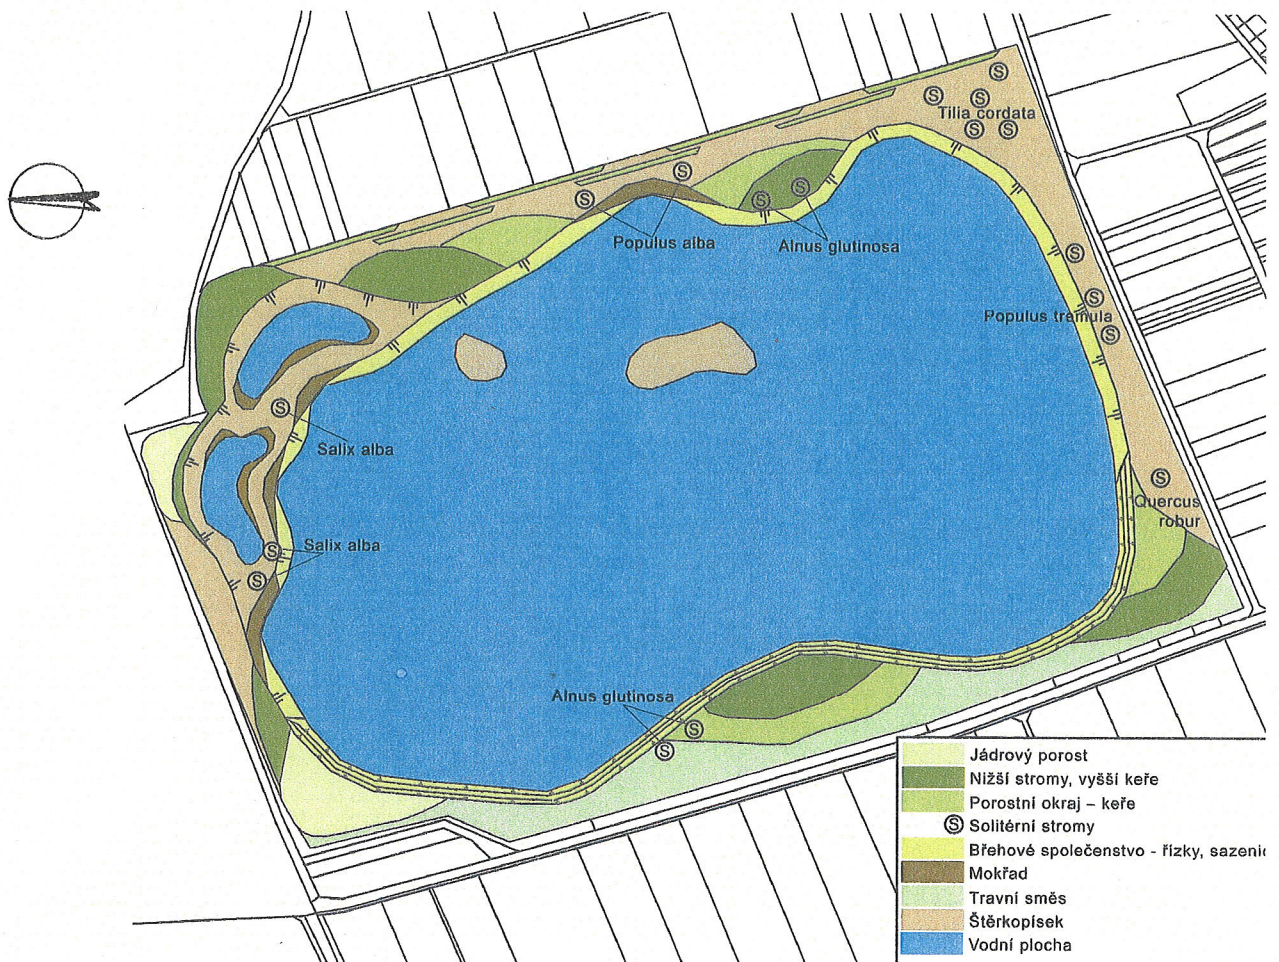 S
S
S
Tilia cordata
S
S
S
S
S
S
S
Populus alba
Alnus glutinosa
S
S
Populus tremula
S
S
Salix alba
S
Quercus
robur
S
Salix alba
S
Alnus glutinosa
S
S
Jádrový porost
Nižší stromy, vyšší keře
Porostní okraj – keře
S Solitérní stromy
Břehové společenstvo - řízky, sazenic
Mokřad
Travní směs
Štěrkopísek
Vodní plocha